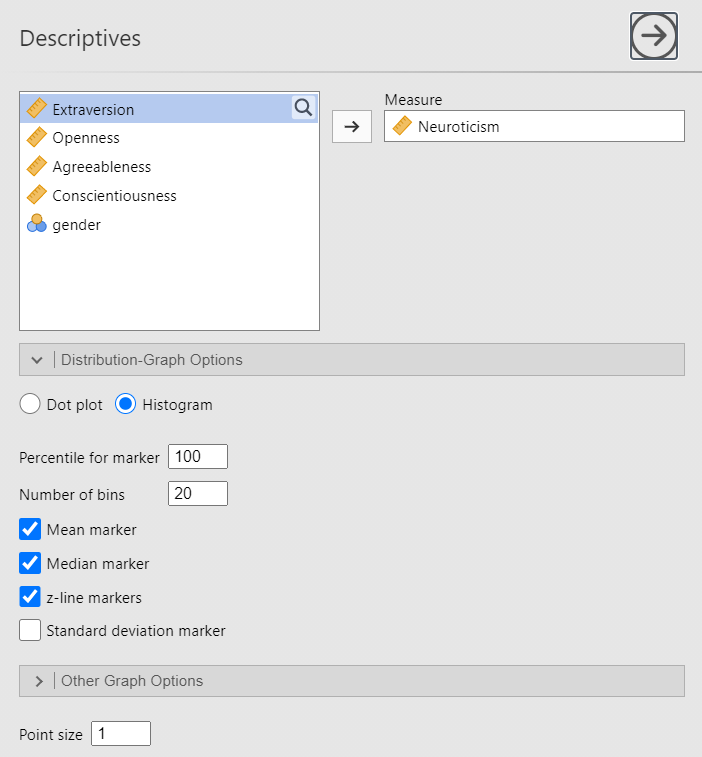 Descriptives
Measure
Extraversion
Neuroticism
Openness
Agreeableness
Conscientiousness
gender
Distribution-Graph Options
Dot plot Histogram
Percentile for marker 100
Number of bins 20
Mean marker
Median marker
z-line markers
Standard deviation marker
Other Graph Options
Point size 1